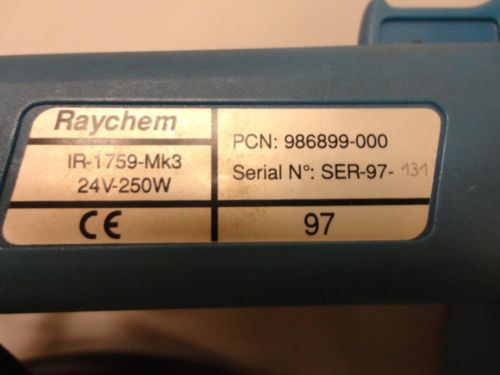 Raychem
IR-1759-Mk3
24V-250W
PCN: 986899-000
Serial N°: SER-97-131
CE
97